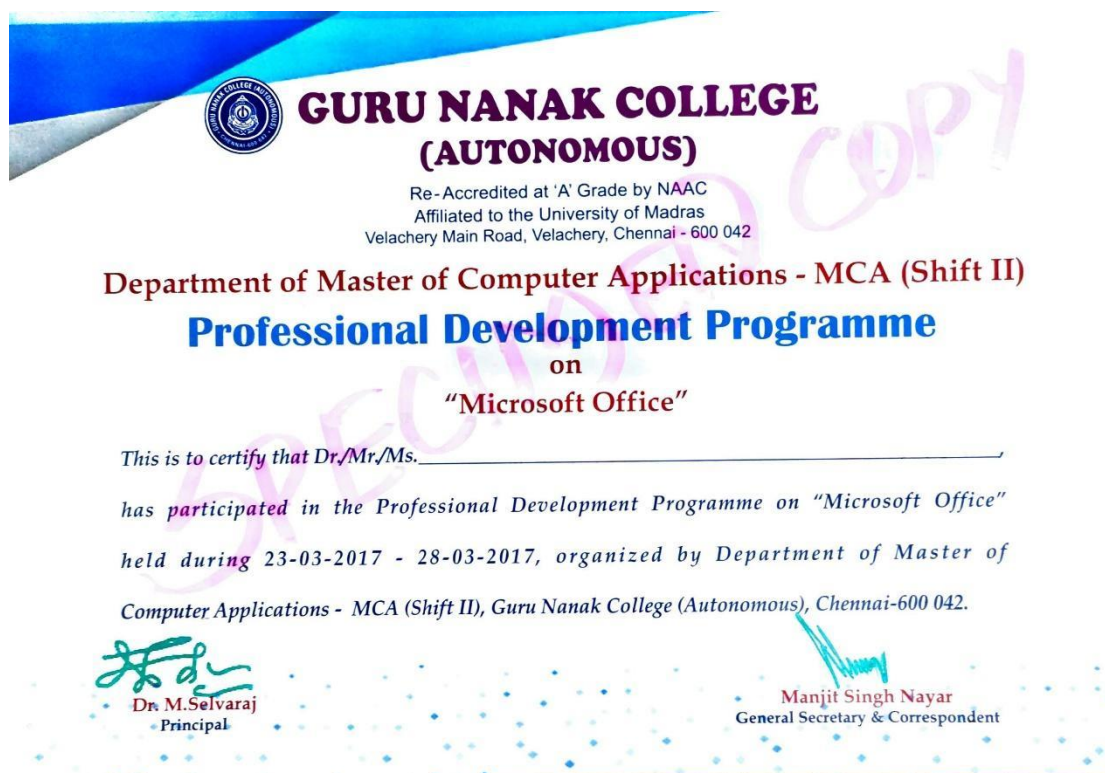 GURU NANAK COLLEGE
(AUTONOMOUS)
Re-Accredited at 'A' Grade by NAAC
Affiliated to the University of Madras
Velachery Main Road, Velachery, Chennai - 600 042
Department of Master of Computer Applications - MCA (Shift II)
Professional Development Programme
on
“Microsoft Office”
SPECIMEN COPY
This is to certify that Dr./Mr./Ms.,
has participated in the Professional Development Programme on “Microsoft Office”
held during 23-03-2017 - 28-03-2017, organized by Department of Master of
Computer Applications - MCA (Shift II), Guru Nanak College (Autonomous), Chennai-600 042.
Dr. M.Selvaraj
Principal
Manjit Singh Nayar
General Secretary & Correspondent